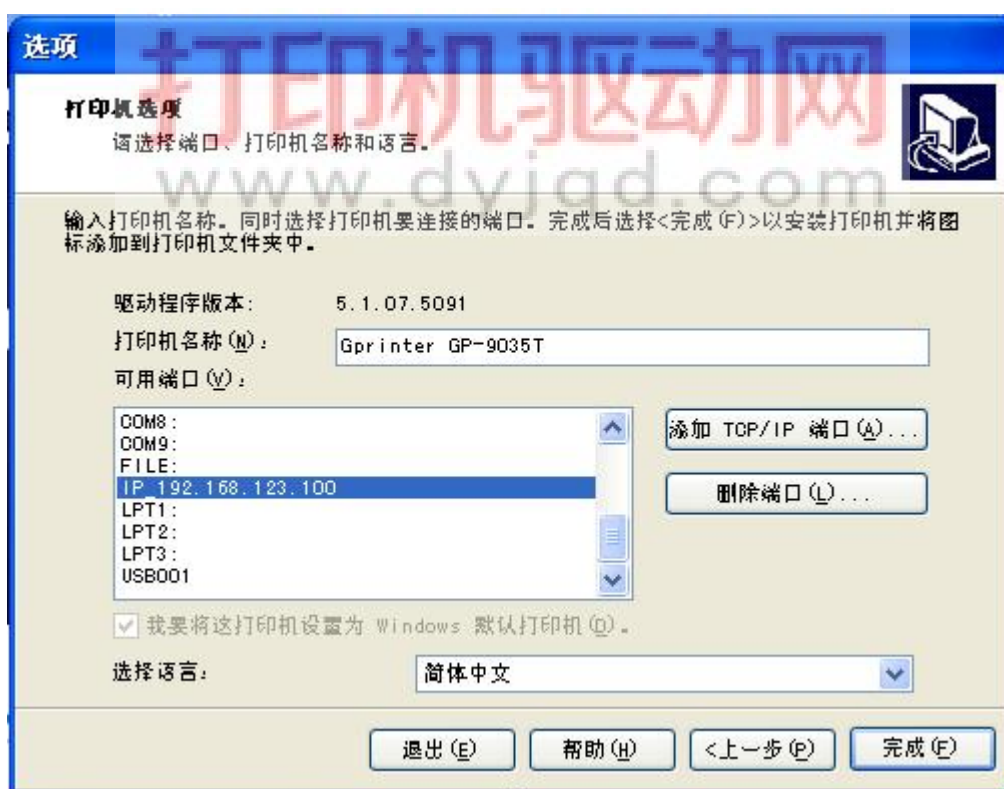 选项
打印机驱动网
打印机选项
请选择端口、打印机名称和语言。
www.dyjqd.com
输入打印机名称。同时选择打印机要连接的端口。完成后选择<完成(F)>以安装打印机并将图
标添加到打印机文件夹中。
驱动程序版本: 5.1.07.5091
打印机名称(N): Gprinter GP-9035T
可用端口(V):
COM8:
COM9:
FILE:
IP_192.168.123.100
LPT1:
LPT2:
LPT3:
USB001
添加 TCP/IP 端口(A)...
删除端口(L)...
我要将这打印机设置为 Windows 默认打印机(D)。
选择语言: 简体中文
退出(E) 帮助(H) <上一步(P) 完成(F)